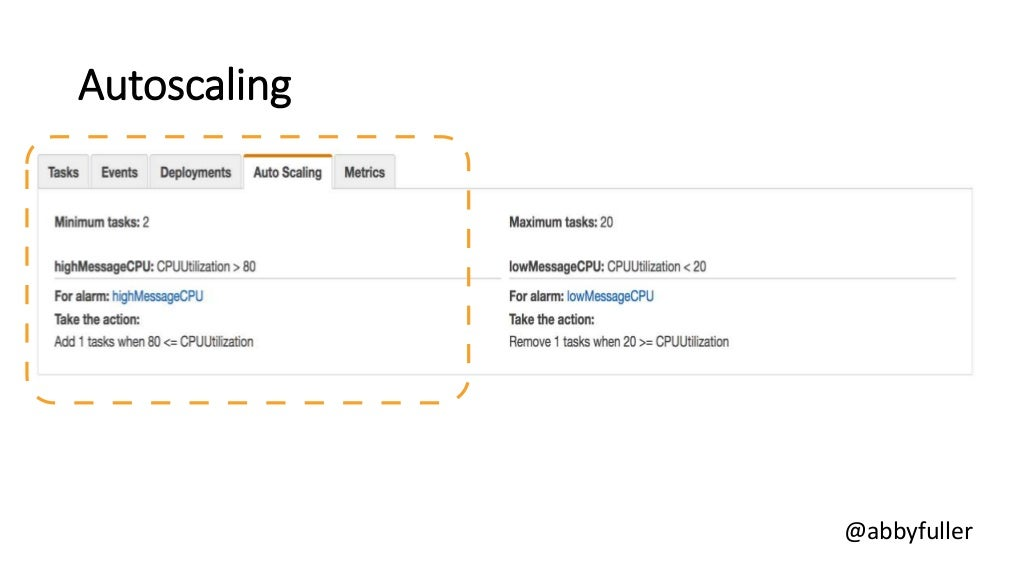 Autoscaling
Tasks Events Deployments Auto Scaling Metrics
Minimum tasks: 2
Maximum tasks: 20
highMessageCPU: CPUUtilization > 80
lowMessageCPU: CPUUtilization < 20
For alarm: highMessageCPU
For alarm: lowMessageCPU
Take the action:
Take the action:
Add 1 tasks when 80 <= CPUUtilization
Remove 1 tasks when 20 >= CPUUtilization
@abbyfuller